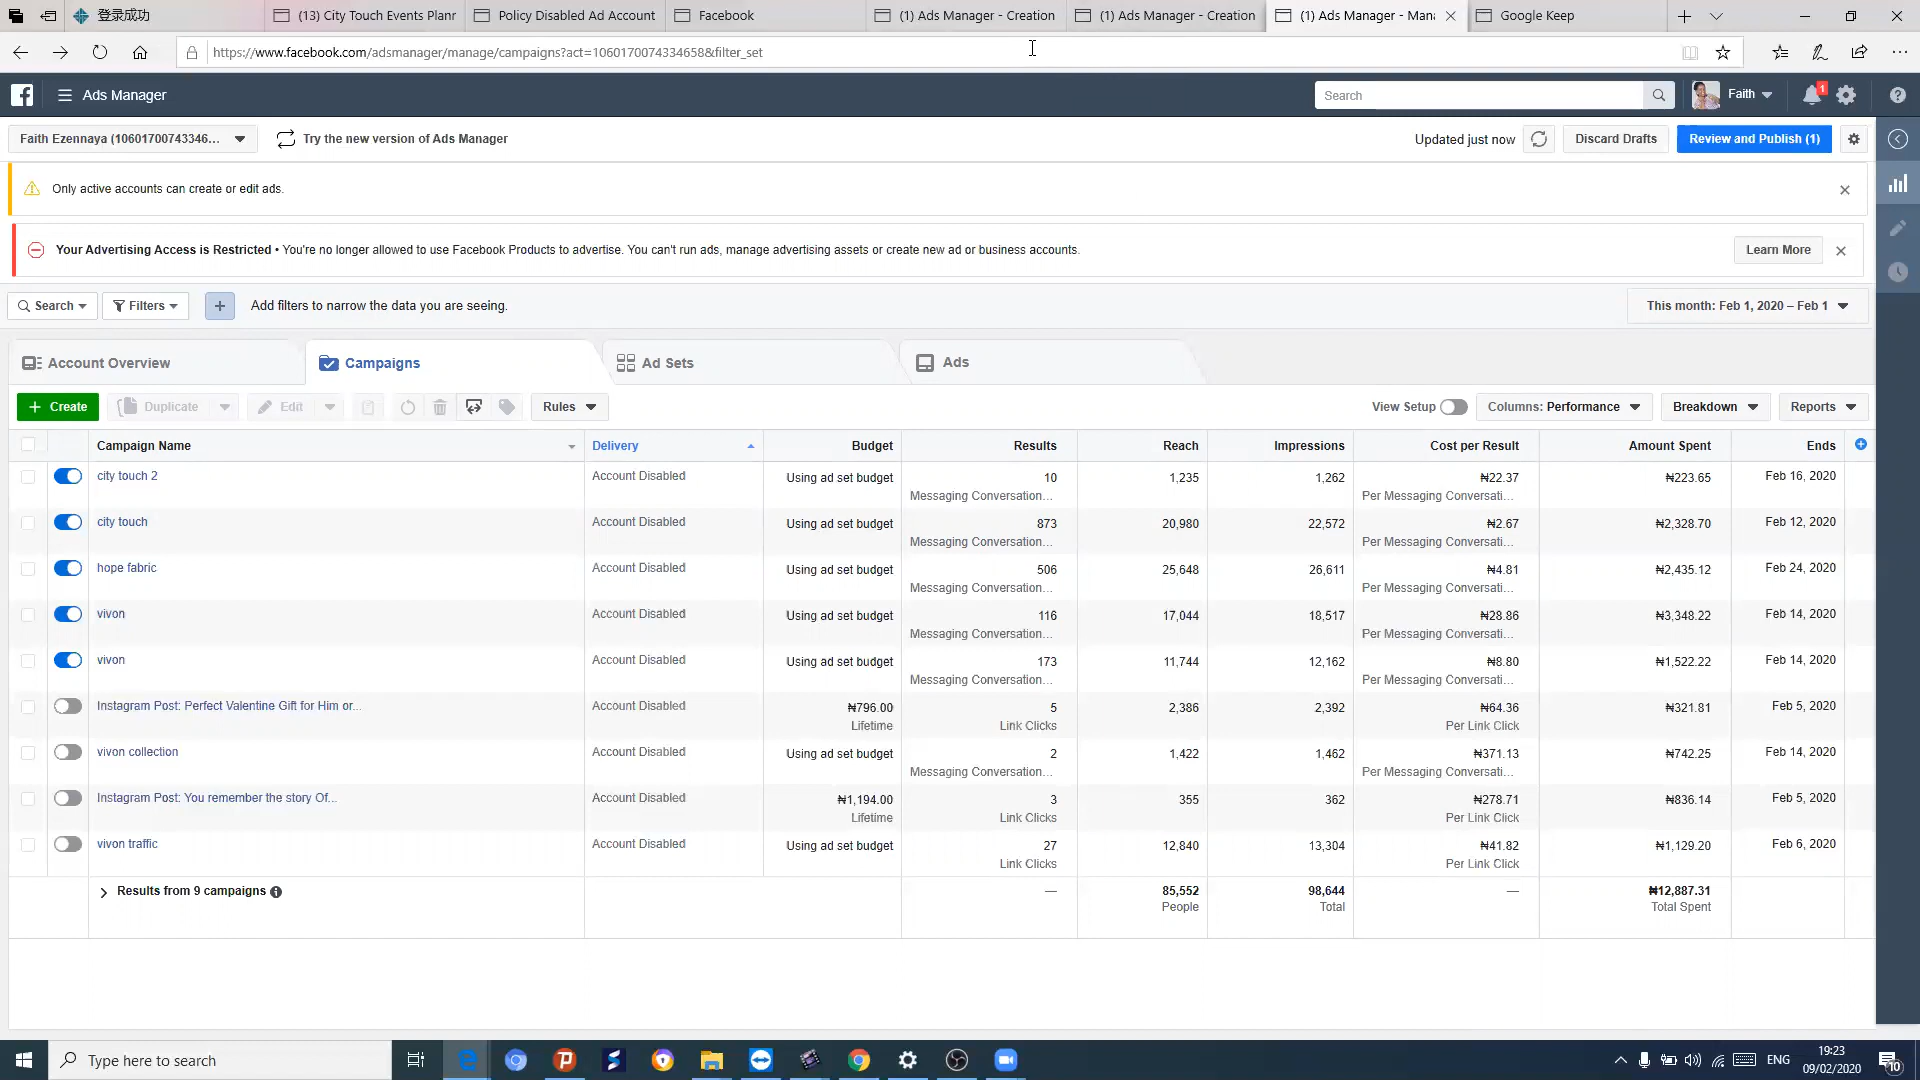 登录成功
(13) City Touch Events Planr
Policy Disabled Ad Account
Facebook
(1) Ads Manager - Creation
(1) Ads Manager - Creation
(1) Ads Manager - Mana
Google Keep
https://www.facebook.com/adsmanager/manage/campaigns?act=1060170074334658&filter_set
Ads Manager
Search
Faith
1
Faith Ezennaya (10601700743346...
Try the new version of Ads Manager
Updated just now
Discard Drafts
Review and Publish (1)
Only active accounts can create or edit ads.
Your Advertising Access is Restricted • You're no longer allowed to use Facebook Products to advertise. You can't run ads, manage advertising assets or create new ad or business accounts.
Learn More
Search
Filters
+
Add filters to narrow the data you are seeing.
This month: Feb 1, 2020 – Feb 1
Account Overview
Campaigns
Ad Sets
Ads
+ Create
Duplicate
Edit
Rules
View Setup
Columns: Performance
Breakdown
Reports
Campaign Name
Delivery
Budget
Results
Reach
Impressions
Cost per Result
Amount Spent
Ends
city touch 2
Account Disabled
Using ad set budget
10
Messaging Conversation...
1,235
1,262
₦22.37
Per Messaging Conversati...
₦223.65
Feb 16, 2020
city touch
Account Disabled
Using ad set budget
873
Messaging Conversation...
20,980
22,572
₦2.67
Per Messaging Conversati...
₦2,328.70
Feb 12, 2020
hope fabric
Account Disabled
Using ad set budget
506
Messaging Conversation...
25,648
26,611
₦4.81
Per Messaging Conversati...
₦2,435.12
Feb 24, 2020
vivon
Account Disabled
Using ad set budget
116
Messaging Conversation...
17,044
18,517
₦28.86
Per Messaging Conversati...
₦3,348.22
Feb 14, 2020
vivon
Account Disabled
Using ad set budget
173
Messaging Conversation...
11,744
12,162
₦8.80
Per Messaging Conversati...
₦1,522.22
Feb 14, 2020
Instagram Post: Perfect Valentine Gift for Him or...
Account Disabled
₦796.00
Lifetime
5
Link Clicks
2,386
2,392
₦64.36
Per Link Click
₦321.81
Feb 5, 2020
vivon collection
Account Disabled
Using ad set budget
2
Messaging Conversation...
1,422
1,462
₦371.13
Per Messaging Conversati...
₦742.25
Feb 14, 2020
Instagram Post: You remember the story Of...
Account Disabled
₦1,194.00
Lifetime
3
Link Clicks
355
362
₦278.71
Per Link Click
₦836.14
Feb 5, 2020
vivon traffic
Account Disabled
Using ad set budget
27
Link Clicks
12,840
13,304
₦41.82
Per Link Click
₦1,129.20
Feb 6, 2020
Results from 9 campaigns
—
85,552
People
98,644
Total
—
₦12,887.31
Total Spent
Type here to search
ENG
19:23
09/02/2020
10